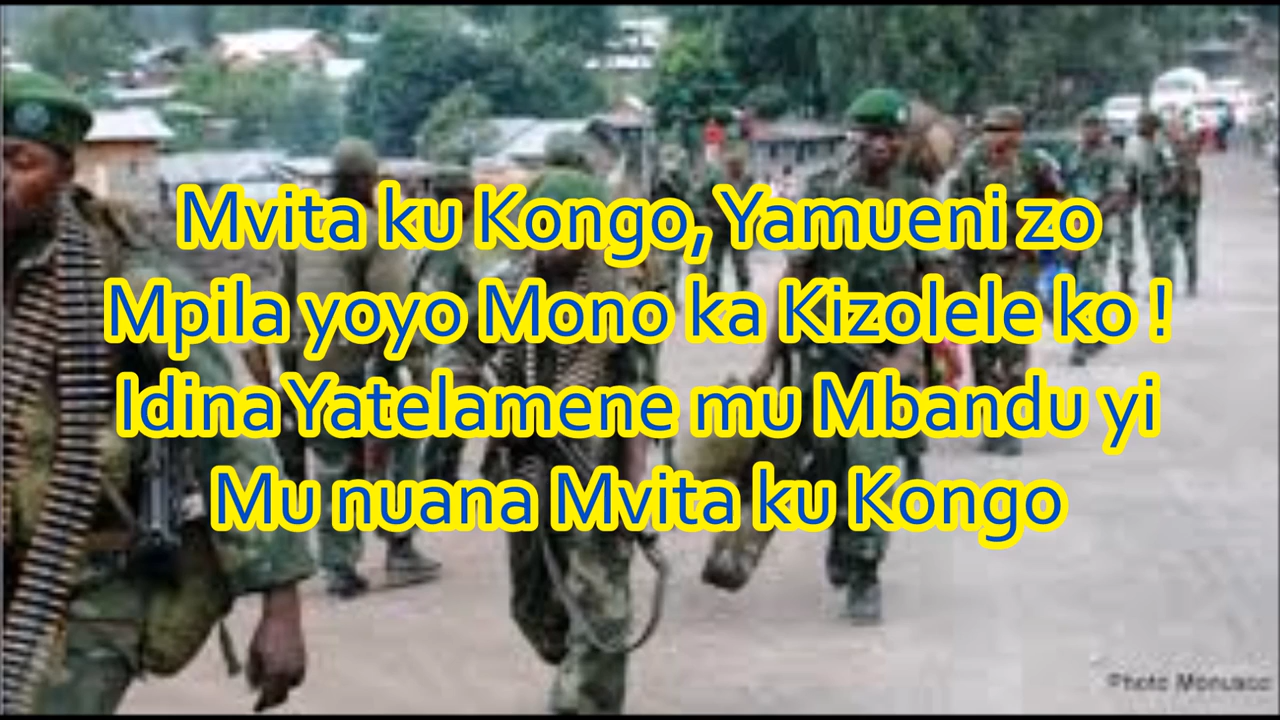 Mvita ku Kongo, Yamueni zo
Mpila yoyo Mono ka Kizolele ko !
Idina Yatelamene mu Mbandu yi
Mu nuana Mvita ku Kongo
Photo Monusco